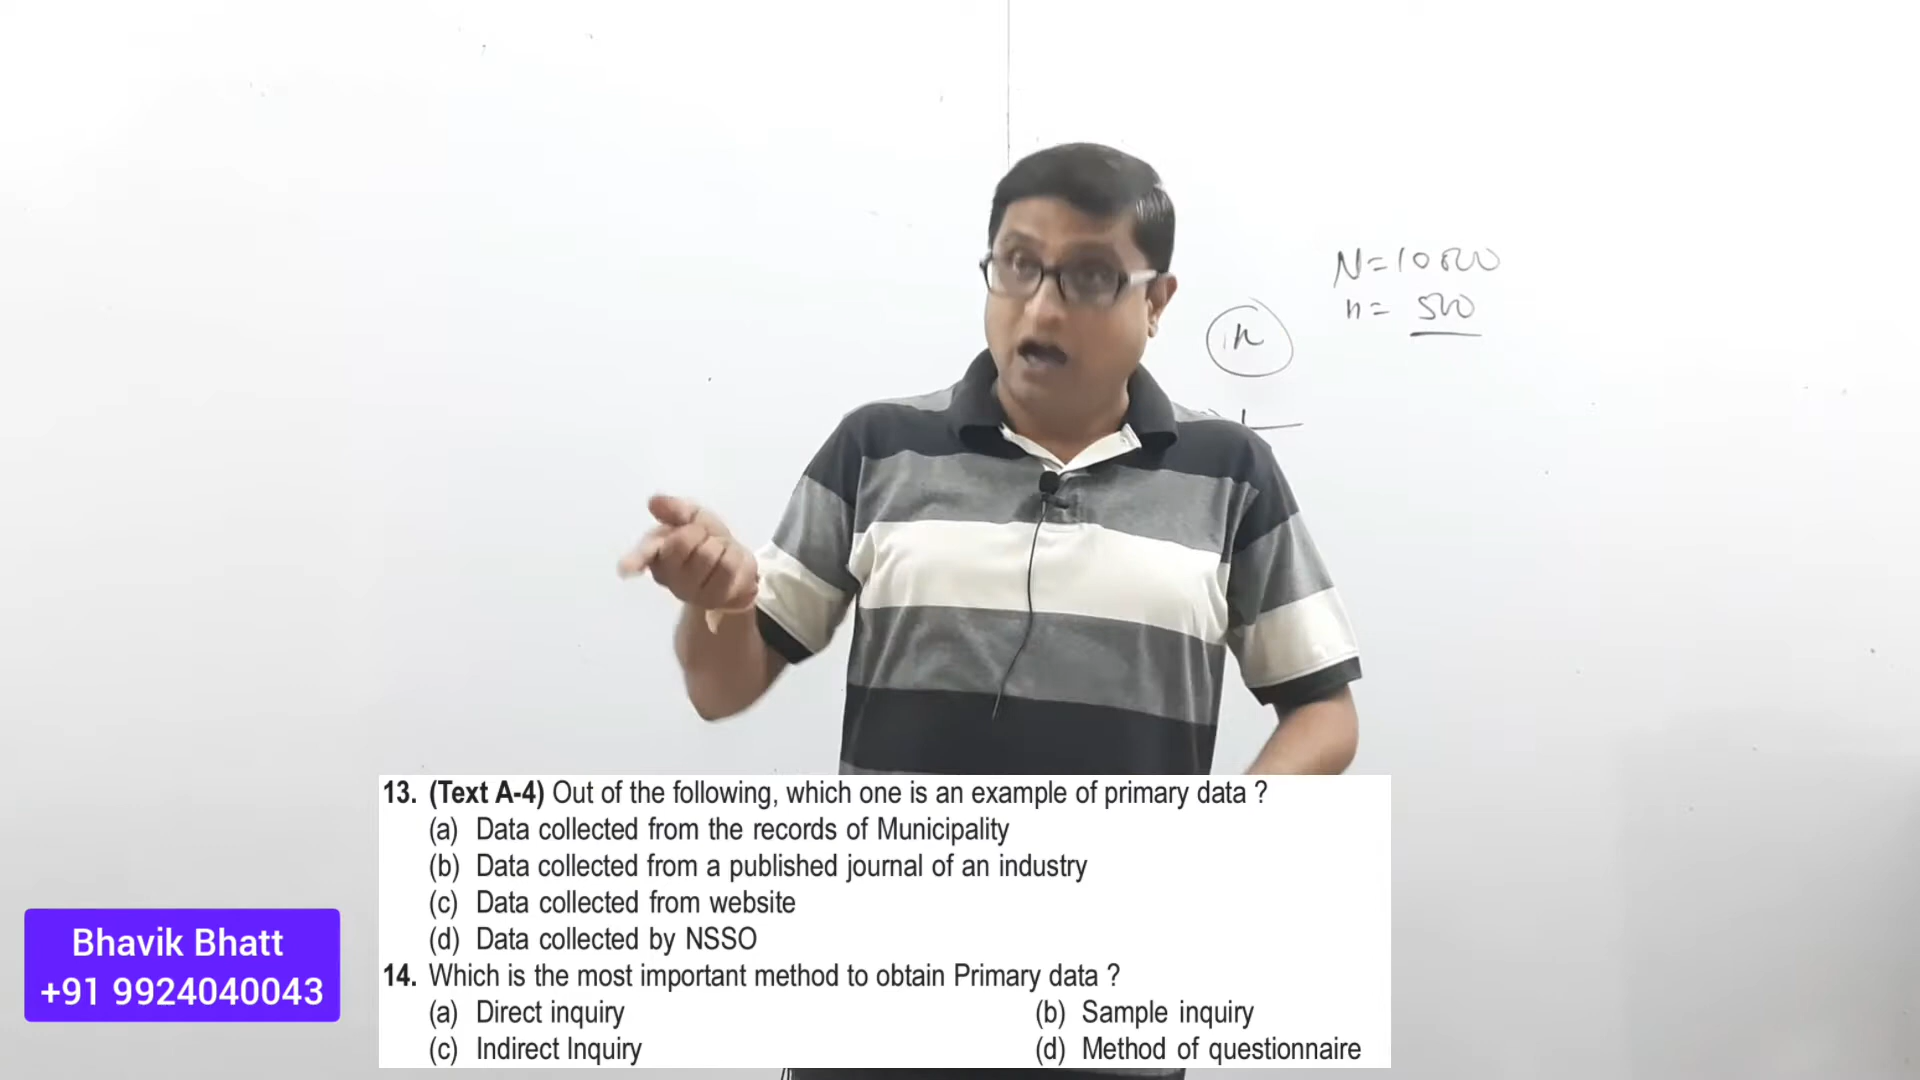 N=10000
n= 500
n
13. (Text A-4) Out of the following, which one is an example of primary data ?
(a) Data collected from the records of Municipality
(b) Data collected from a published journal of an industry
(c) Data collected from website
(d) Data collected by NSSO
14. Which is the most important method to obtain Primary data ?
(a) Direct inquiry (b) Sample inquiry
(c) Indirect Inquiry (d) Method of questionnaire
Bhavik Bhatt
+91 9924040043